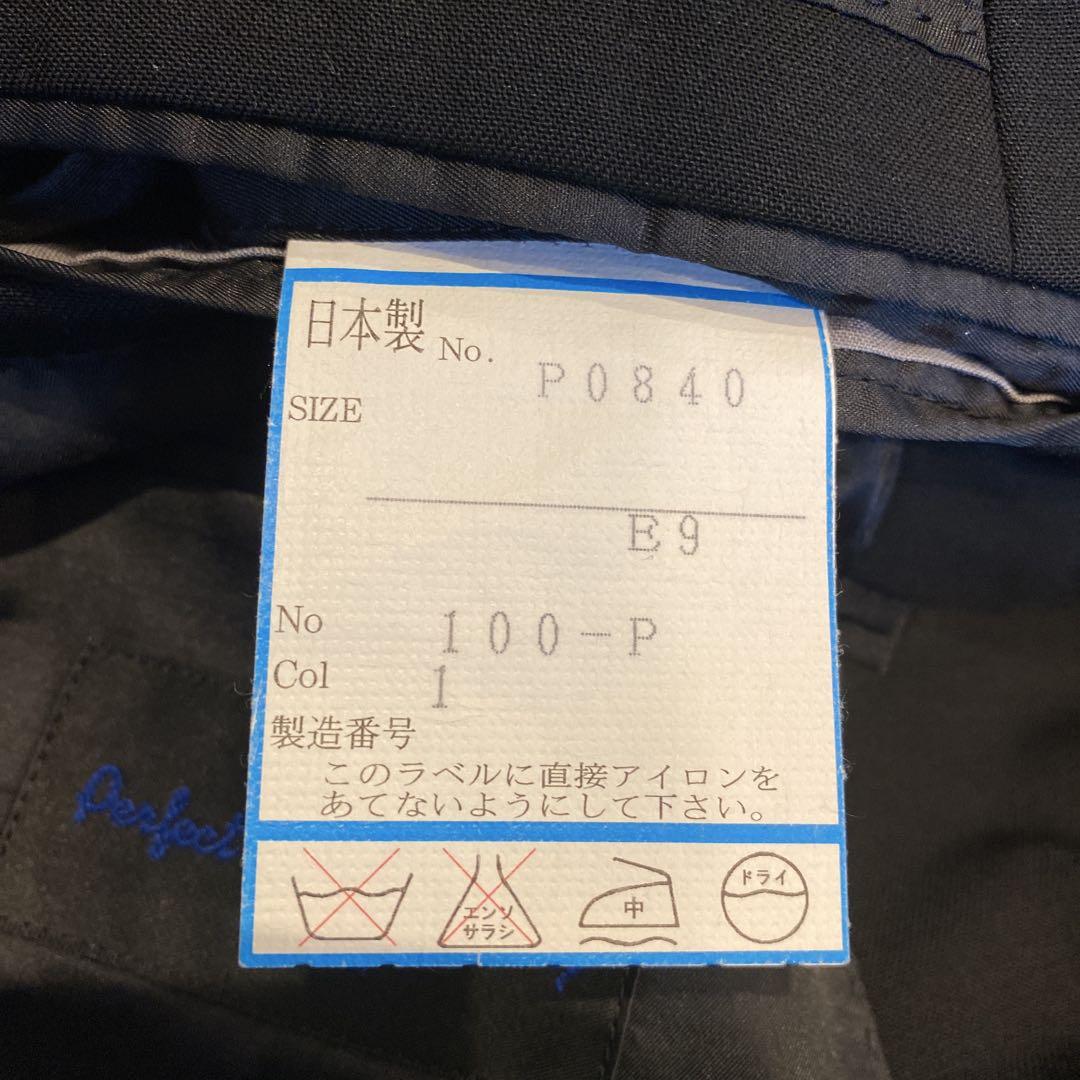 日本製 No. P0840
SIZE
E9
No 100-P
Col 1
製造番号
このラベルに直接アイロンを
あてないようにして下さい。
エンソ
サラシ
中
ドライ
Perfect